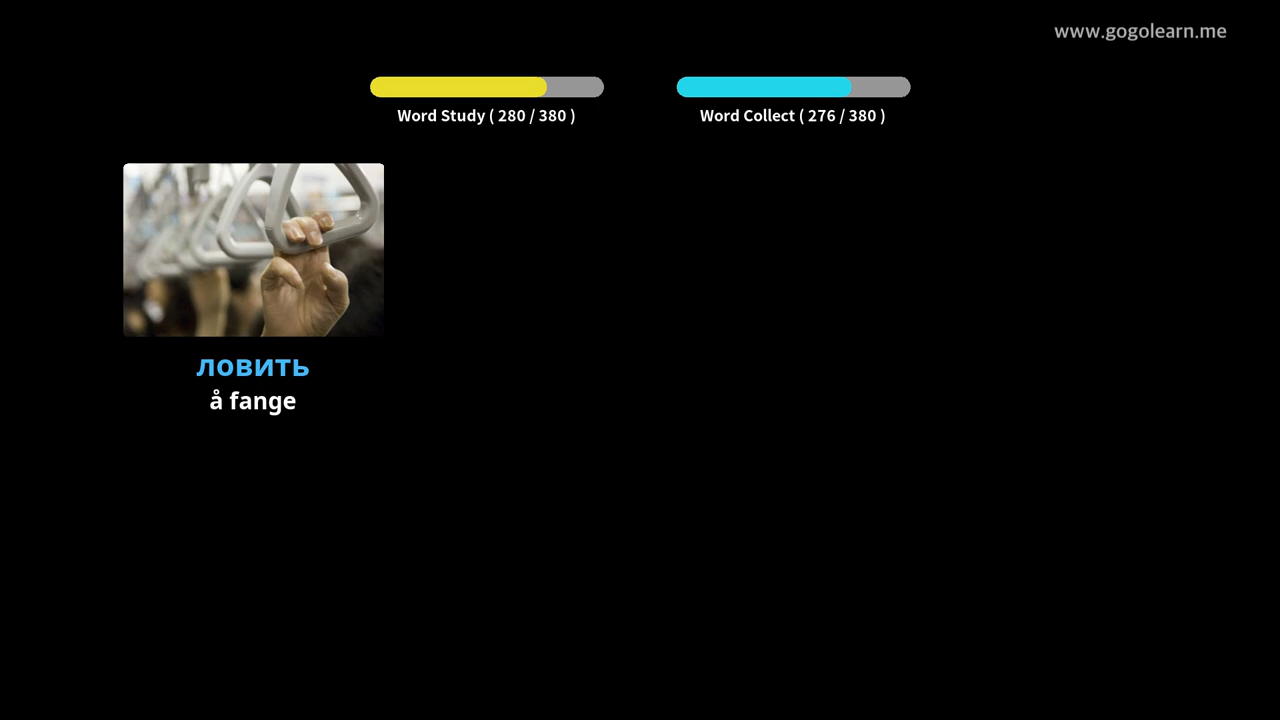 www.gogolearn.me
Word Study ( 280 / 380 )
Word Collect ( 276 / 380 )
ловить
å fange